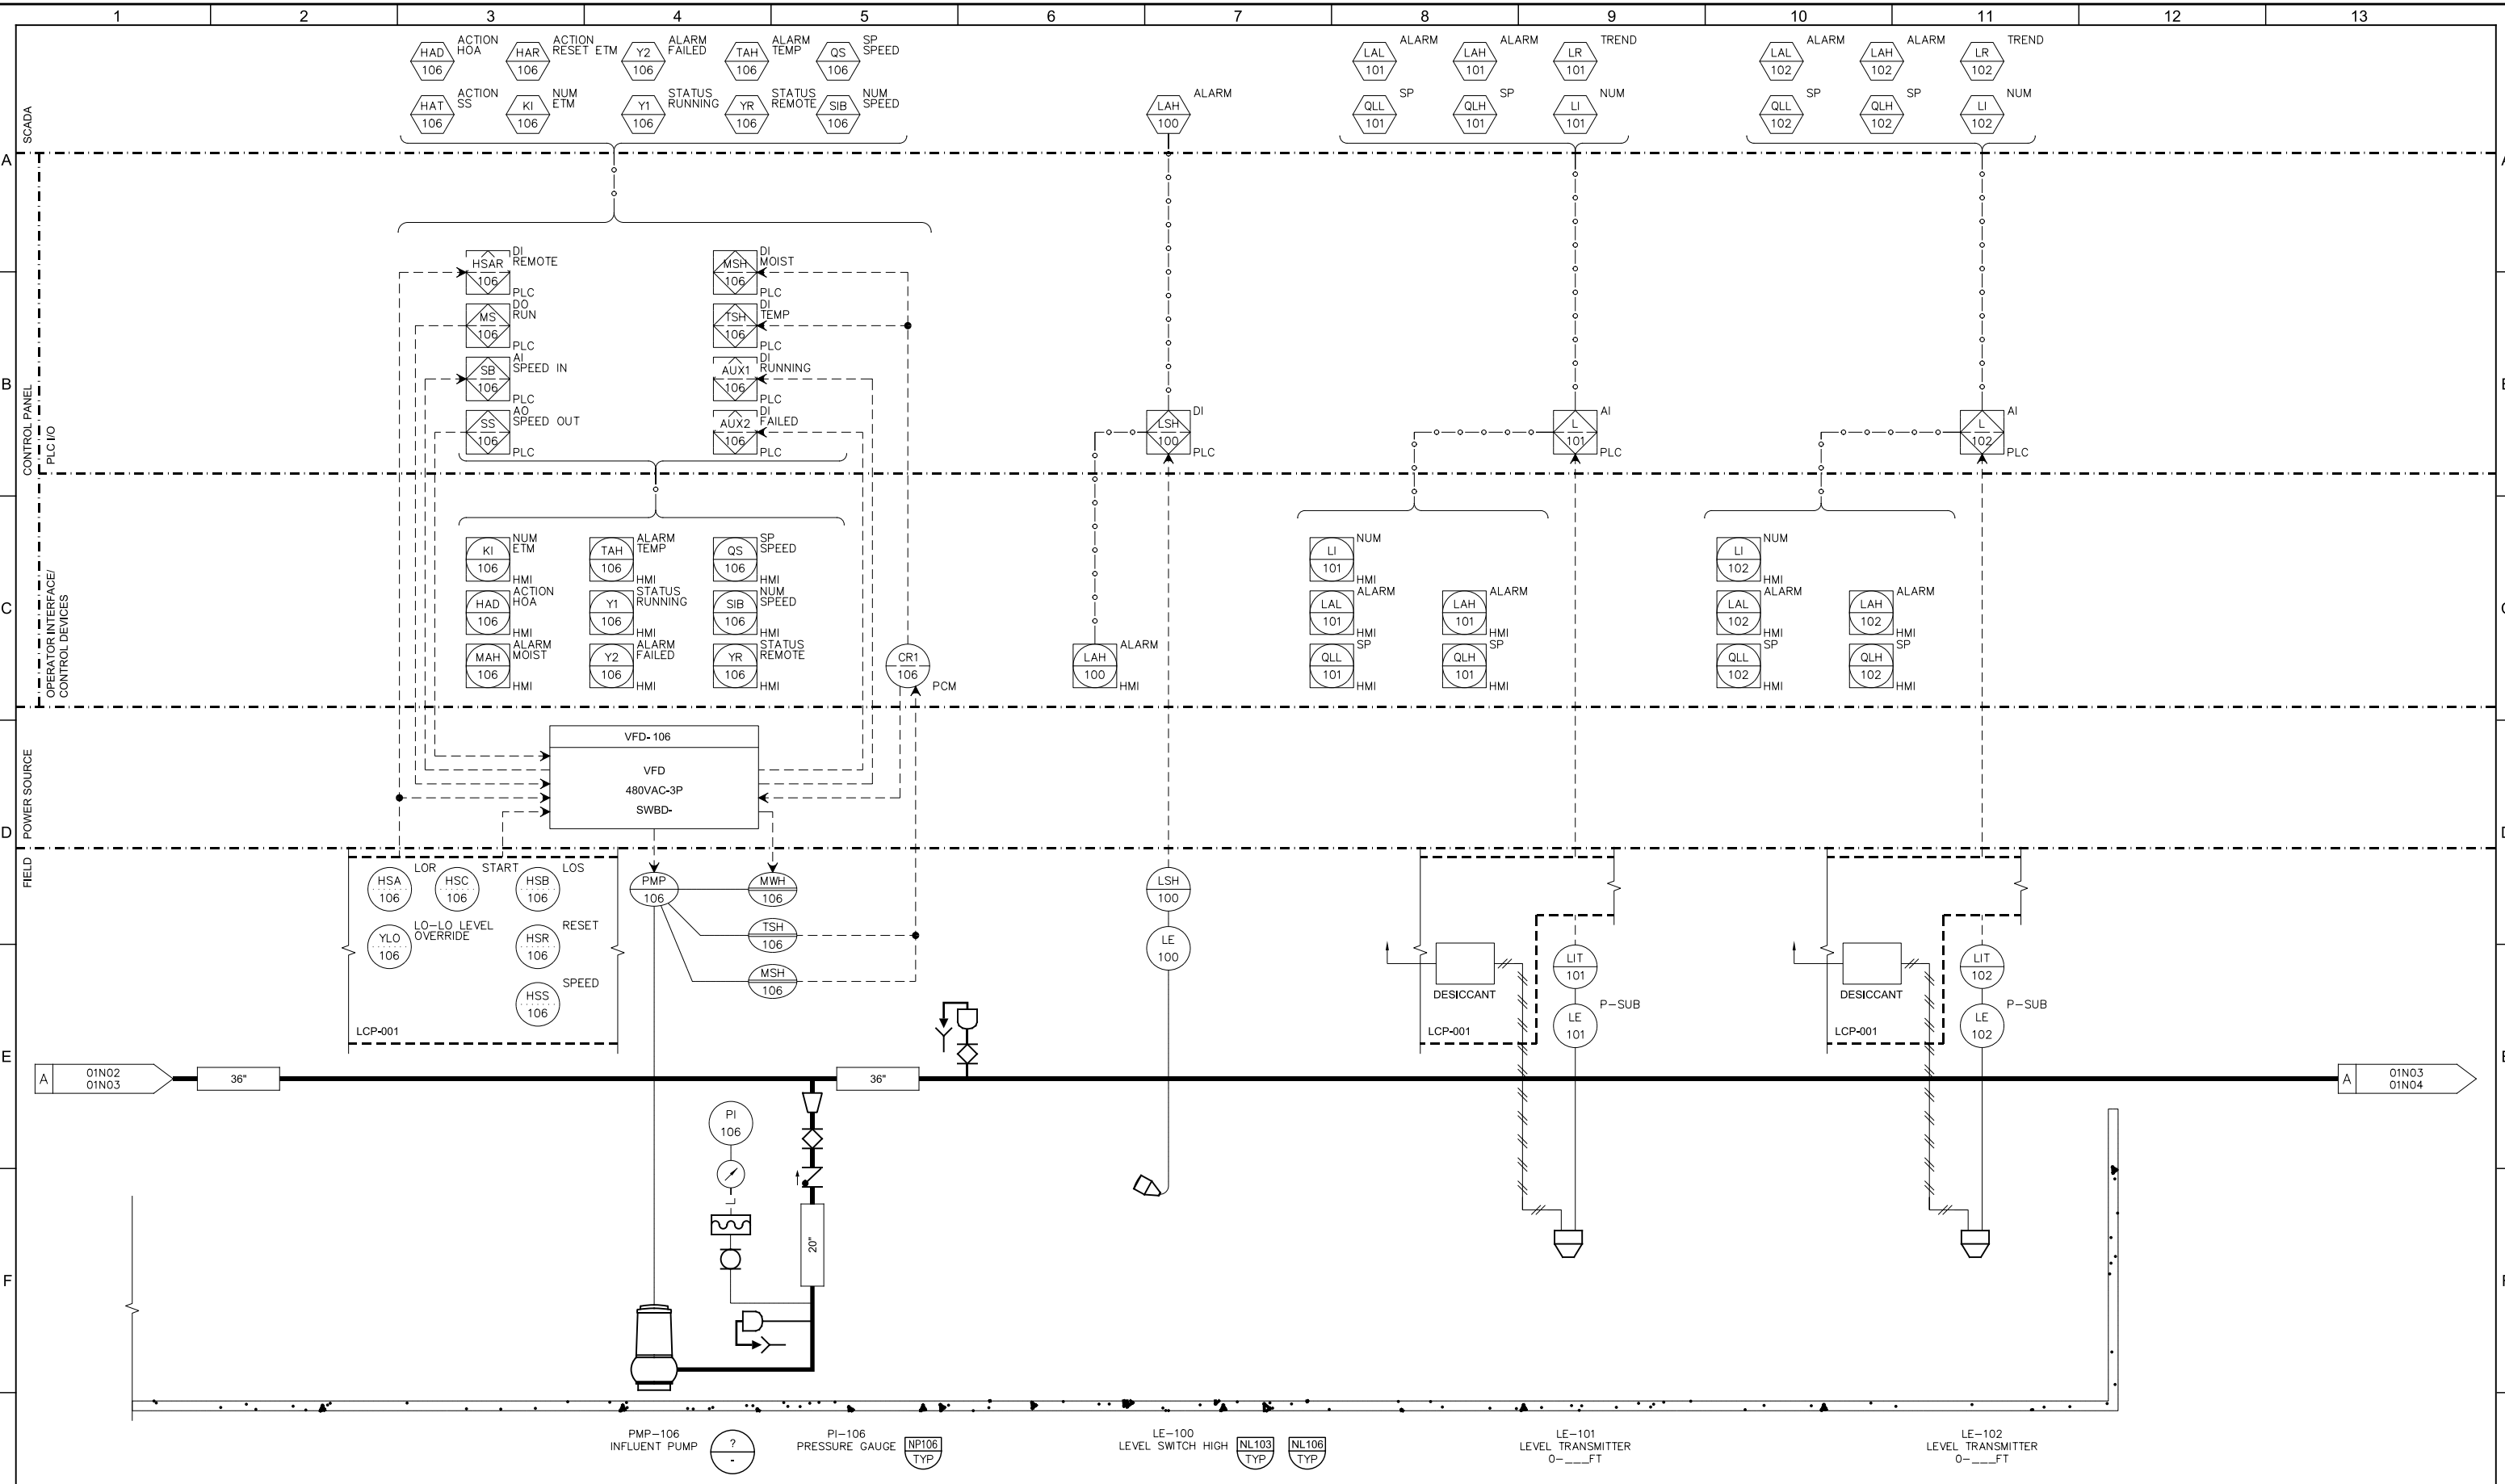 1 2 3 4 5 6 7 8 9 10 11 12 13
SCADA
HAD 106 ACTION HOA
HAR 106 ACTION RESET ETM
Y2 106 ALARM FAILED
TAH 106 ALARM TEMP
QS 106 SP SPEED
LAL 101 ALARM
LAH 101 ALARM
LR 101 TREND
LAL 102 ALARM
LAH 102 ALARM
LR 102 TREND
HAT 106 ACTION SS
KI 106 NUM ETM
Y1 106 STATUS RUNNING
YR 106 STATUS REMOTE
SIB 106 NUM SPEED
LAH 100 ALARM
QLL 101 SP
QLH 101 SP
LI 101 NUM
QLL 102 SP
QLH 102 SP
LI 102 NUM
A A
CONTROL PANEL
PLC I/O
HSAR 106 DI REMOTE PLC
MSH 106 DI MOIST PLC
MS 106 DO RUN PLC
TSH 106 DI TEMP PLC
B
SB 106 AI SPEED IN PLC
AUX1 106 DI RUNNING PLC
SS 106 AO SPEED OUT PLC
AUX2 106 DI FAILED PLC
LSH 100 DI PLC
L 101 AI PLC
L 102 AI PLC
OPERATOR INTERFACE/
CONTROL DEVICES
C
KI 106 NUM ETM HMI
TAH 106 ALARM TEMP HMI
QS 106 SP SPEED HMI
LI 101 NUM HMI
LI 102 NUM HMI
HAD 106 ACTION HOA HMI
Y1 106 STATUS RUNNING HMI
SIB 106 NUM SPEED HMI
LAL 101 ALARM HMI
LAH 101 ALARM HMI
LAL 102 ALARM HMI
LAH 102 ALARM HMI
MAH 106 ALARM MOIST HMI
Y2 106 ALARM FAILED HMI
YR 106 STATUS REMOTE HMI
CR1 106 PCM
LAH 100 ALARM HMI
QLL 101 SP HMI
QLH 101 SP HMI
QLL 102 SP HMI
QLH 102 SP HMI
POWER SOURCE
D
VFD-106
VFD
480VAC-3P
SWBD-
FIELD
HSA 106 LOR
HSC 106 START
HSB 106 LOS
PMP 106
MWH 106
LSH 100
YLO 106 LO-LO LEVEL OVERRIDE
HSR 106 RESET
TSH 106
LE 100
HSS 106 SPEED
MSH 106
LCP-001
DESICCANT
LCP-001
LIT 101
LE 101 P-SUB
DESICCANT
LCP-001
LIT 102
LE 102 P-SUB
E
A 01N02 01N03
36"
36"
A 01N03 01N04
PI 106
20"
F
PMP-106
INFLUENT PUMP
? -
PI-106
PRESSURE GAUGE
NP106 TYP
LE-100
LEVEL SWITCH HIGH
NL103 TYP
NL106 TYP
LE-101
LEVEL TRANSMITTER
0-___FT
LE-102
LEVEL TRANSMITTER
0-___FT